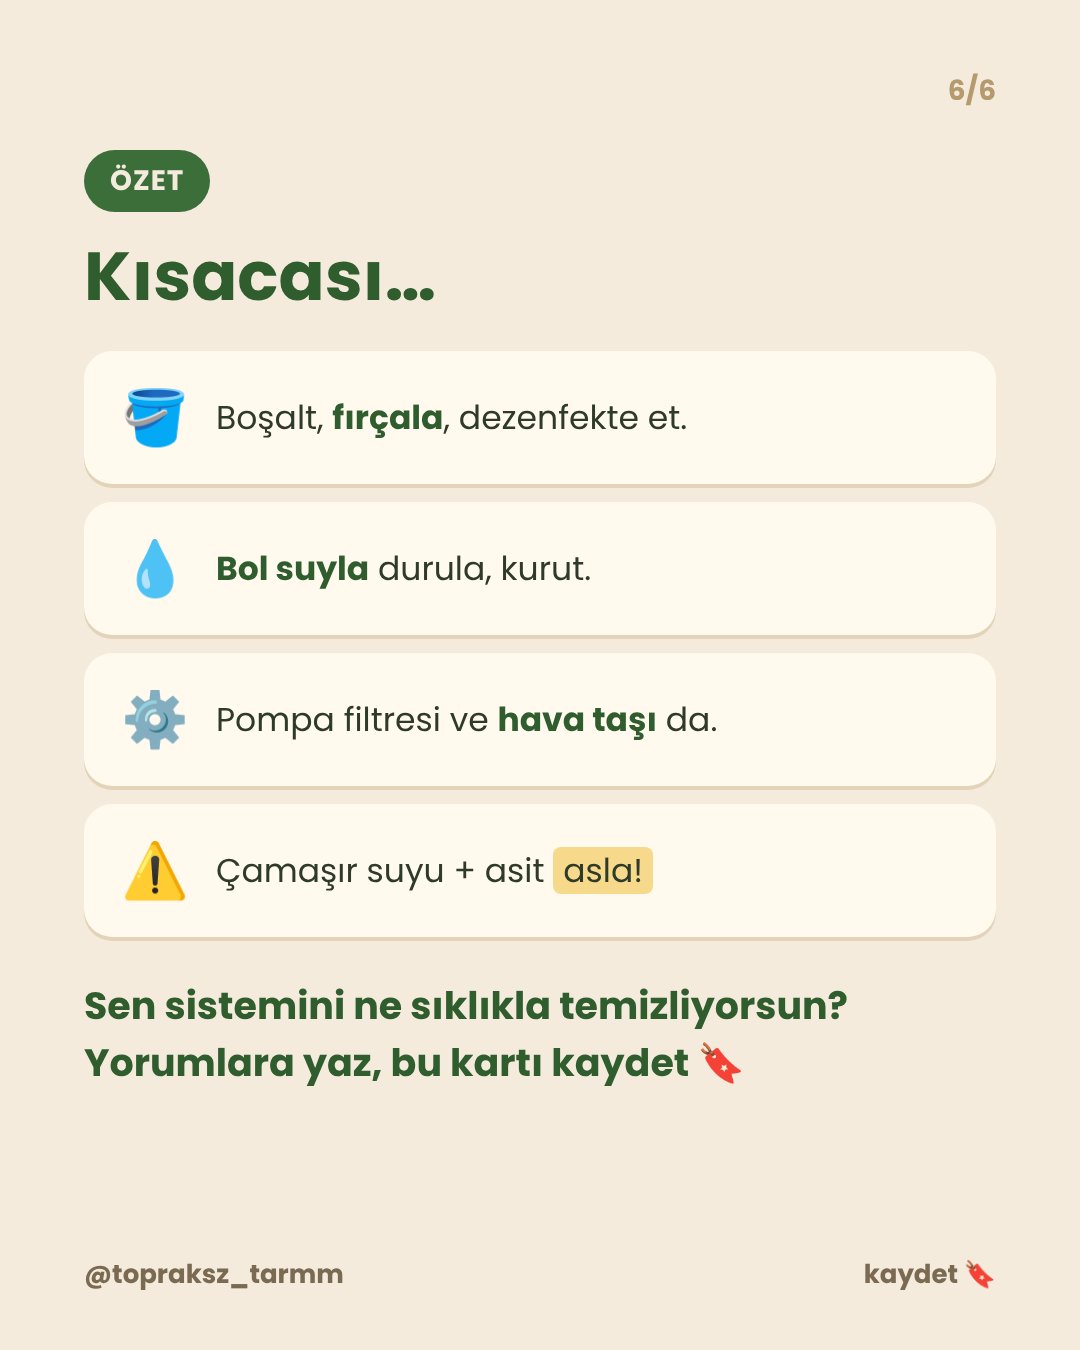 6/6
ÖZET
Kısacası...
Boşalt, fırçala, dezenfekte et.
Bol suyla durula, kurut.
Pompa filtresi ve hava taşı da.
Çamaşır suyu + asit asla!
Sen sistemini ne sıklıkla temizliyorsun?
Yorumlara yaz, bu kartı kaydet 🔖
@topraksz_tarmm
kaydet 🔖